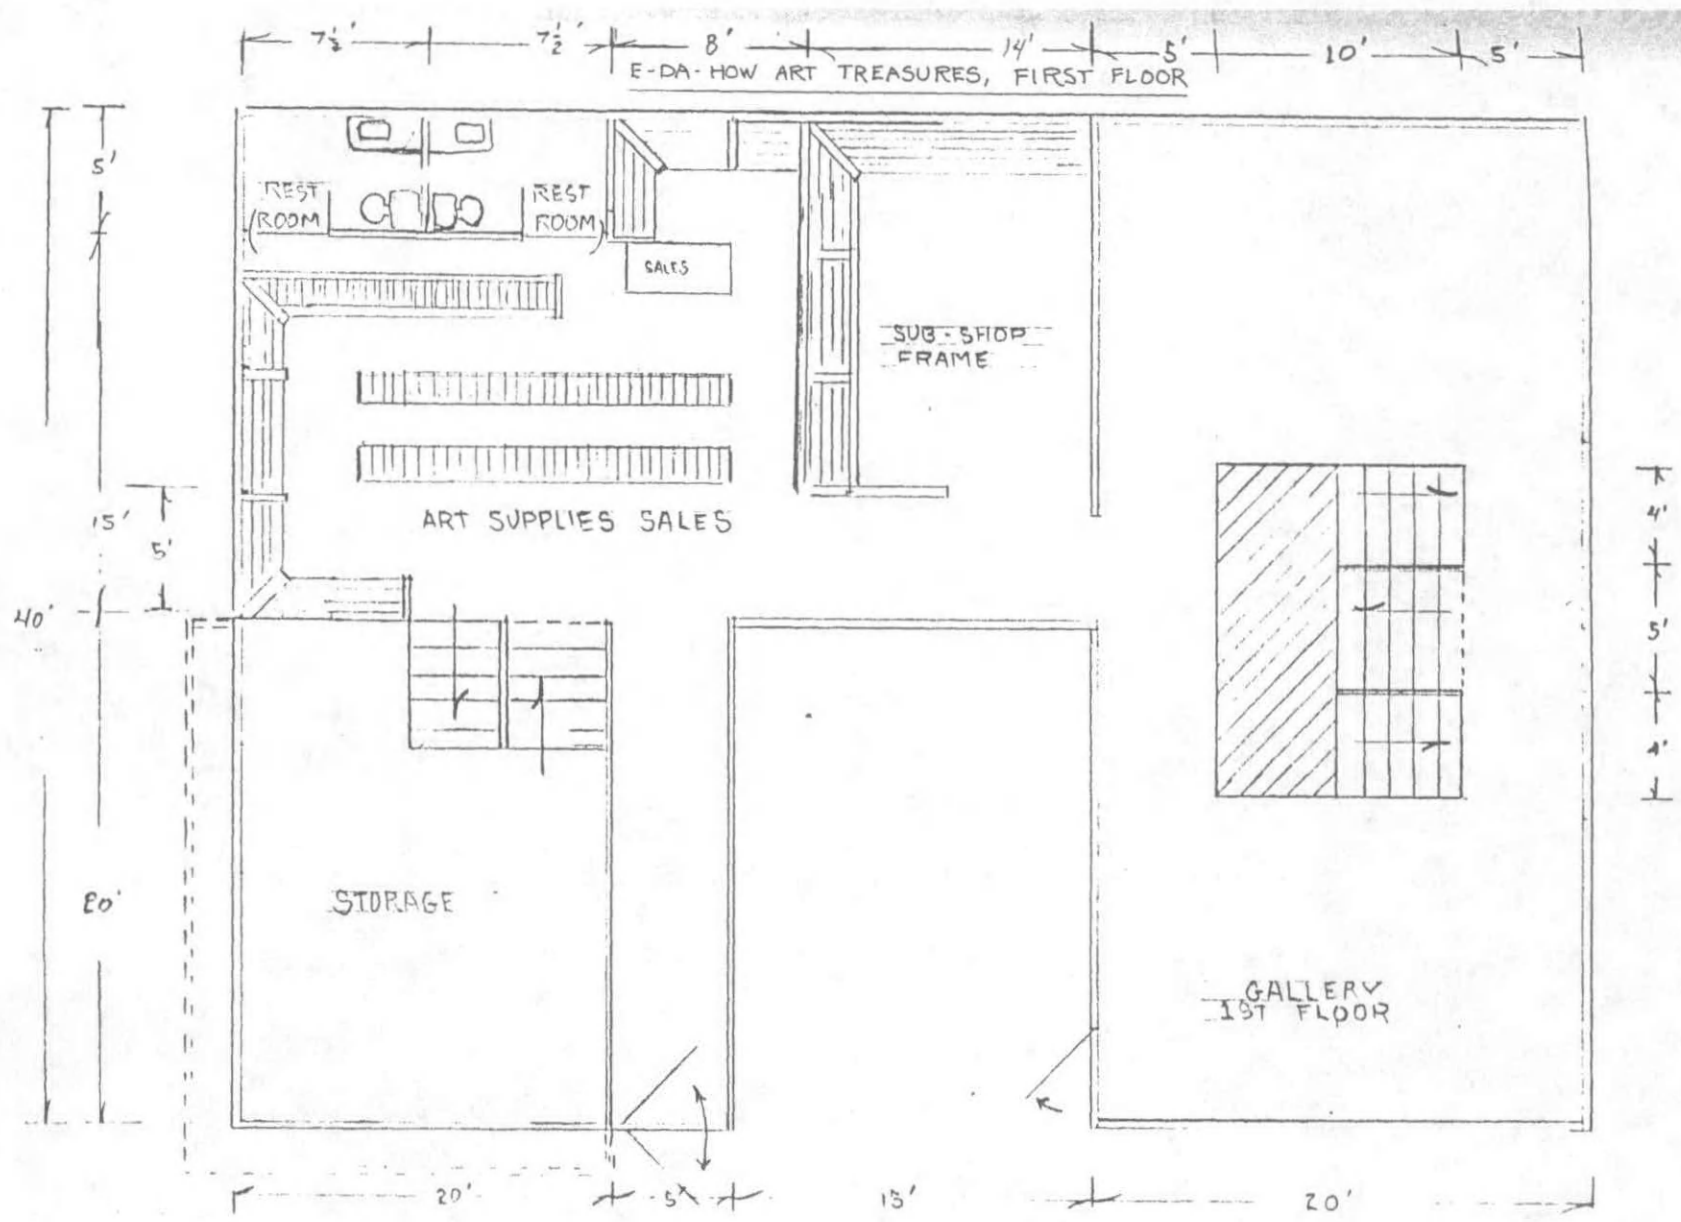 7½' 7½' 8' 14' 5' 10' 5'
E-DA-HOW ART TREASURES, FIRST FLOOR
5'
REST
ROOM
REST
ROOM
SALES
SUB-SHOP
FRAME
ART SUPPLIES SALES
15'
5'
40'
4'
5'
4'
STORAGE
20'
GALLERY
1ST FLOOR
20' 5' 15' 20'